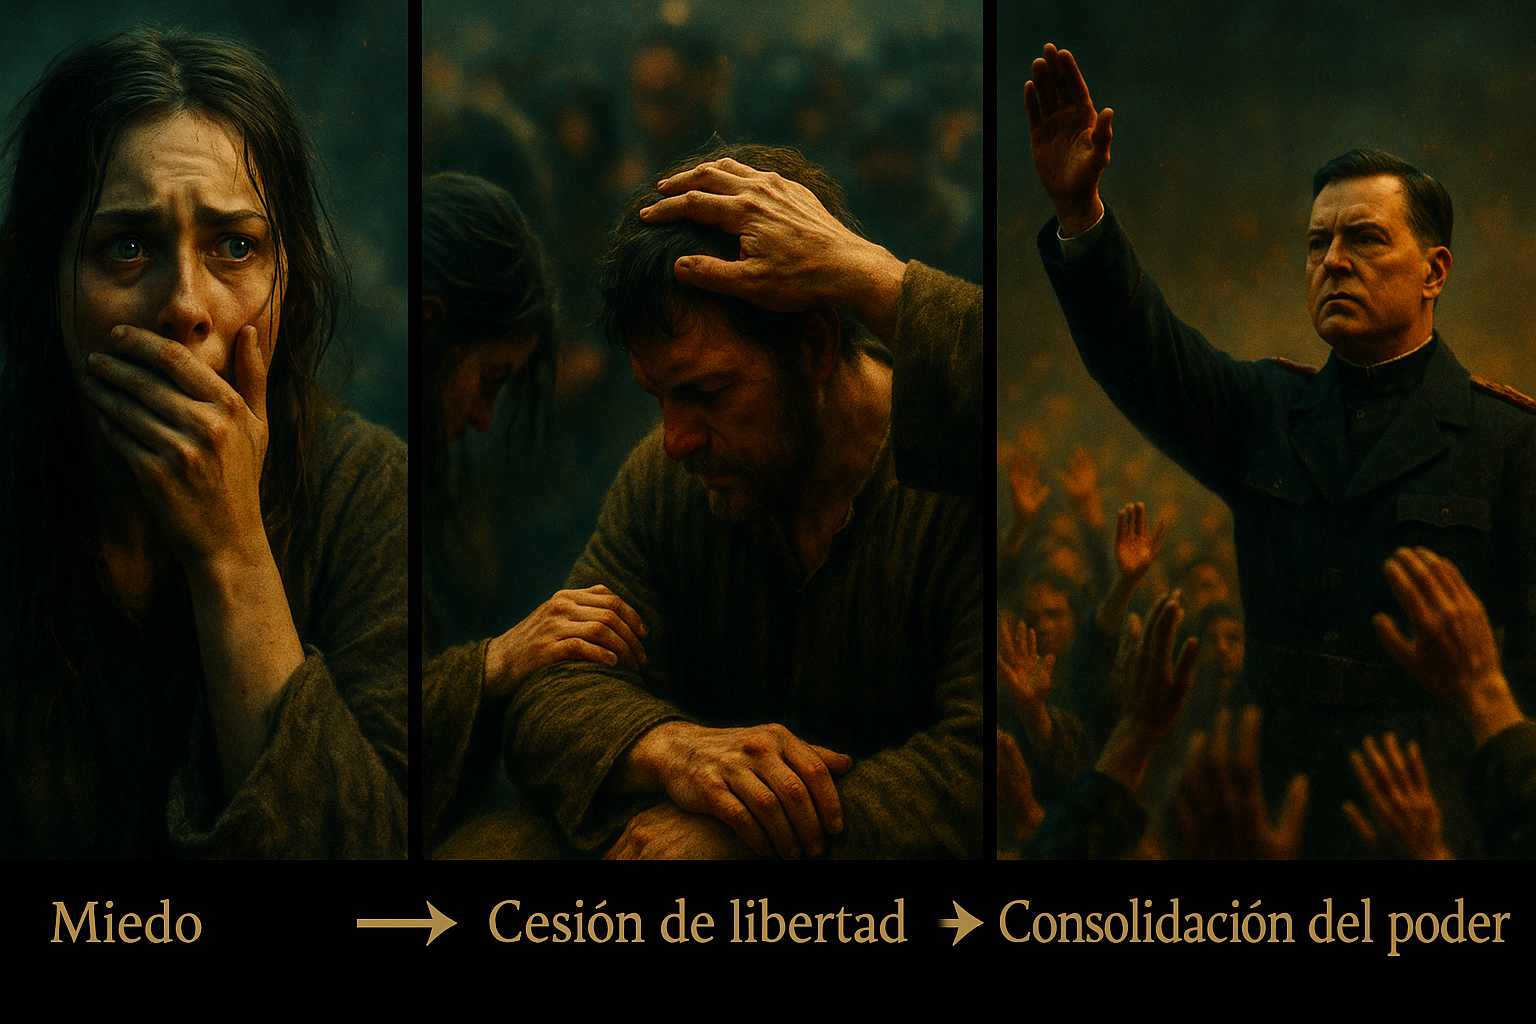 Miedo → Cesión de libertad → Consolidación del poder